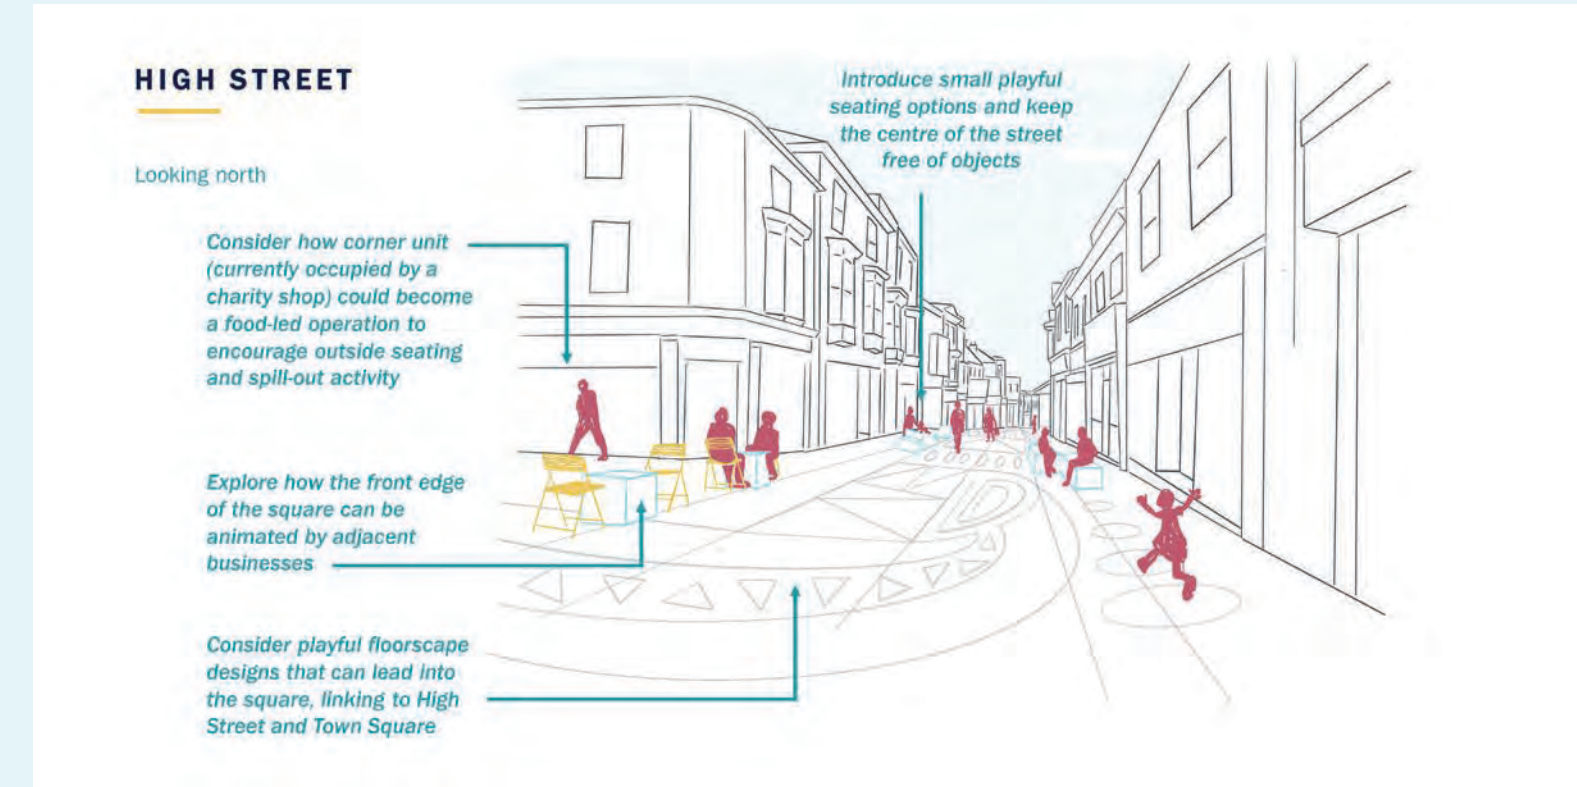 HIGH STREET
Looking north
Introduce small playful
seating options and keep
the centre of the street
free of objects
Consider how corner unit
(currently occupied by a
charity shop) could become
a food-led operation to
encourage outside seating
and spill-out activity
Explore how the front edge
of the square can be
animated by adjacent
businesses
Consider playful floorscape
designs that can lead into
the square, linking to High
Street and Town Square